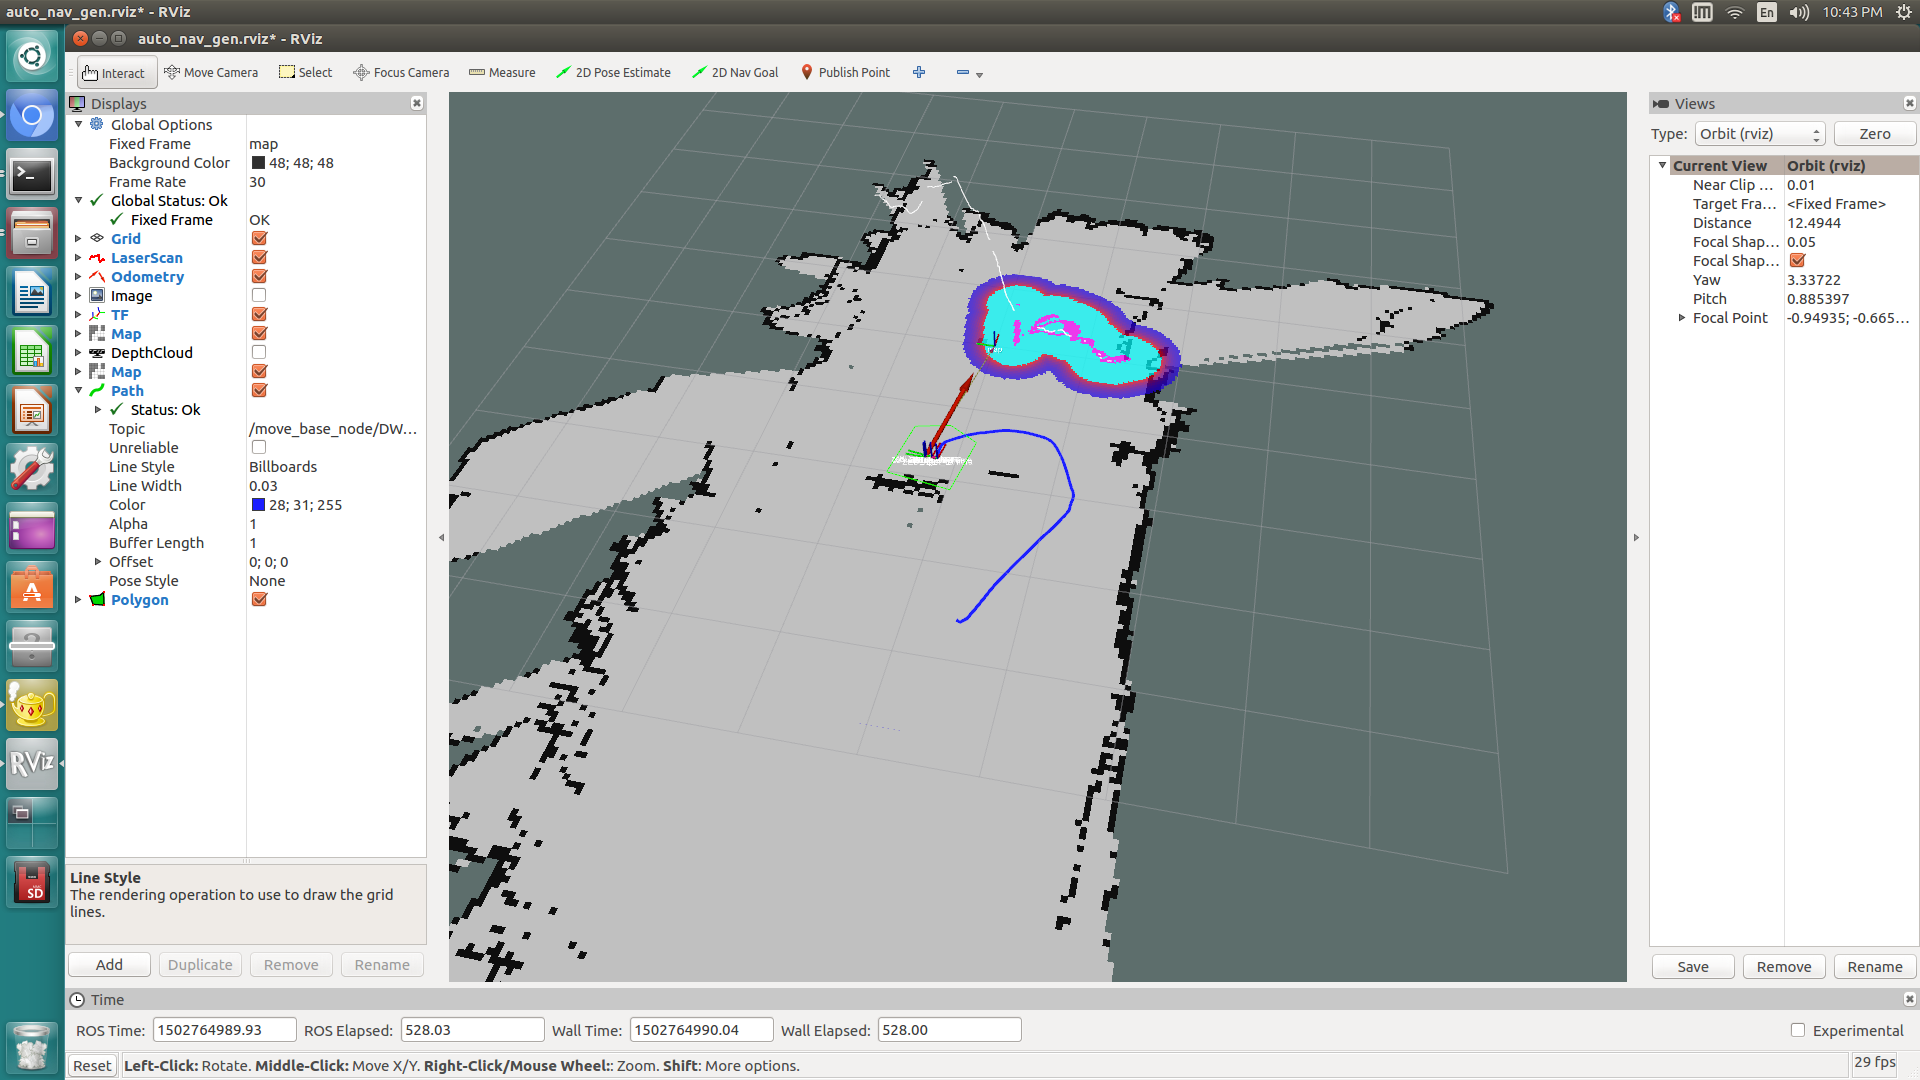 auto_nav_gen.rviz* - RViz
En
10:43 PM
auto_nav_gen.rviz* - RViz
Interact
Move Camera
Select
Focus Camera
Measure
2D Pose Estimate
2D Nav Goal
Publish Point
Displays
Global Options
Fixed Frame map
Background Color 48; 48; 48
Frame Rate 30
Global Status: Ok
Fixed Frame OK
Grid
LaserScan
Odometry
Image
TF
Map
DepthCloud
Map
Path
Status: Ok
Topic /move_base_node/DW...
Unreliable
Line Style Billboards
Line Width 0.03
Color 28; 31; 255
Alpha 1
Buffer Length 1
Offset 0; 0; 0
Pose Style None
Polygon
Line Style
The rendering operation to use to draw the grid
lines.
Add
Duplicate
Remove
Rename
Views
Type: Orbit (rviz) Zero
Current View Orbit (rviz)
Near Clip ... 0.01
Target Fra... <Fixed Frame>
Distance 12.4944
Focal Shap... 0.05
Focal Shap...
Yaw 3.33722
Pitch 0.885397
Focal Point -0.94935; -0.665...
Save
Remove
Rename
RViz
SD
Time
ROS Time: 1502764989.93 ROS Elapsed: 528.03 Wall Time: 1502764990.04 Wall Elapsed: 528.00 Experimental
Reset Left-Click: Rotate. Middle-Click: Move X/Y. Right-Click/Mouse Wheel:: Zoom. Shift: More options. 29 fps